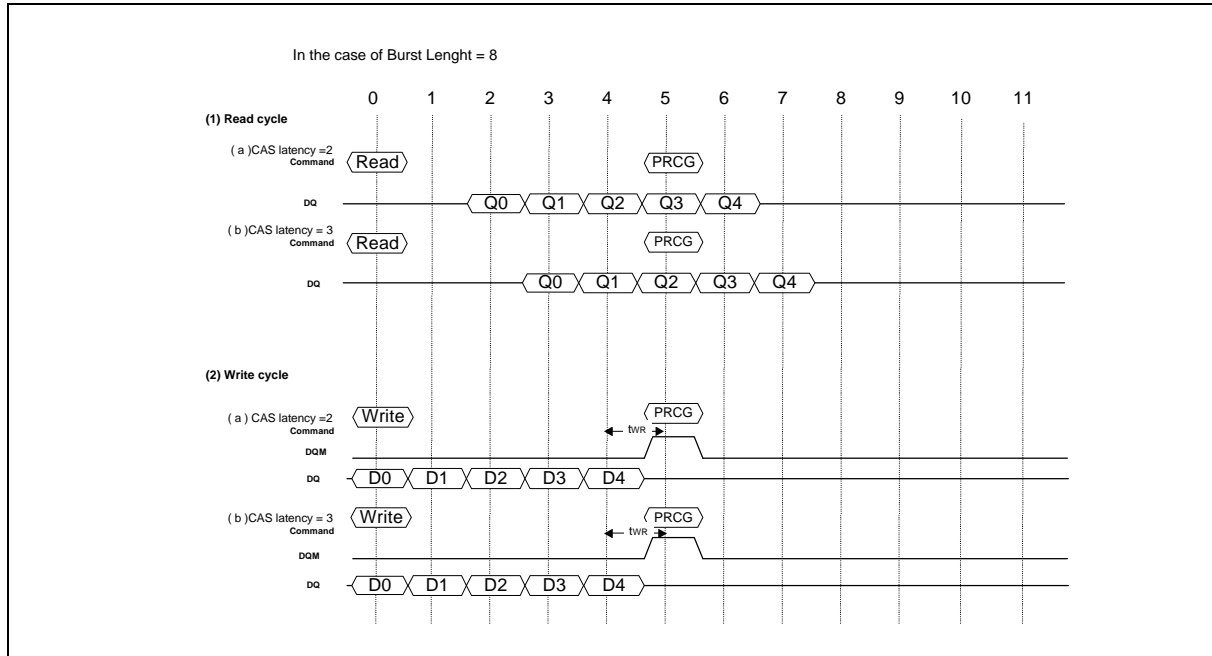 In the case of Burst Lenght = 8
0 1 2 3 4 5 6 7 8 9 10 11
(1) Read cycle
( a )CAS latency =2
Command Read PRCG
DQ Q0 Q1 Q2 Q3 Q4
( b )CAS latency = 3
Command Read PRCG
DQ Q0 Q1 Q2 Q3 Q4
(2) Write cycle
( a ) CAS latency =2
Command Write PRCG
tWR
DQM
DQ D0 D1 D2 D3 D4
( b )CAS latency = 3
Command Write PRCG
tWR
DQM
DQ D0 D1 D2 D3 D4